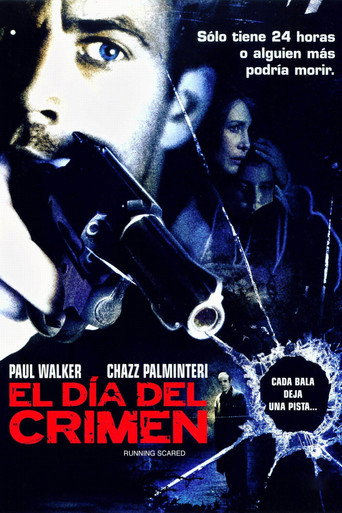 Sólo tiene 24 horas
o alguien más
podría morir.
PAUL WALKER CHAZZ PALMINTERI
EL DÍA DEL
CRIMEN
RUNNING SCARED
CADA BALA
DEJA
UNA PISTA...